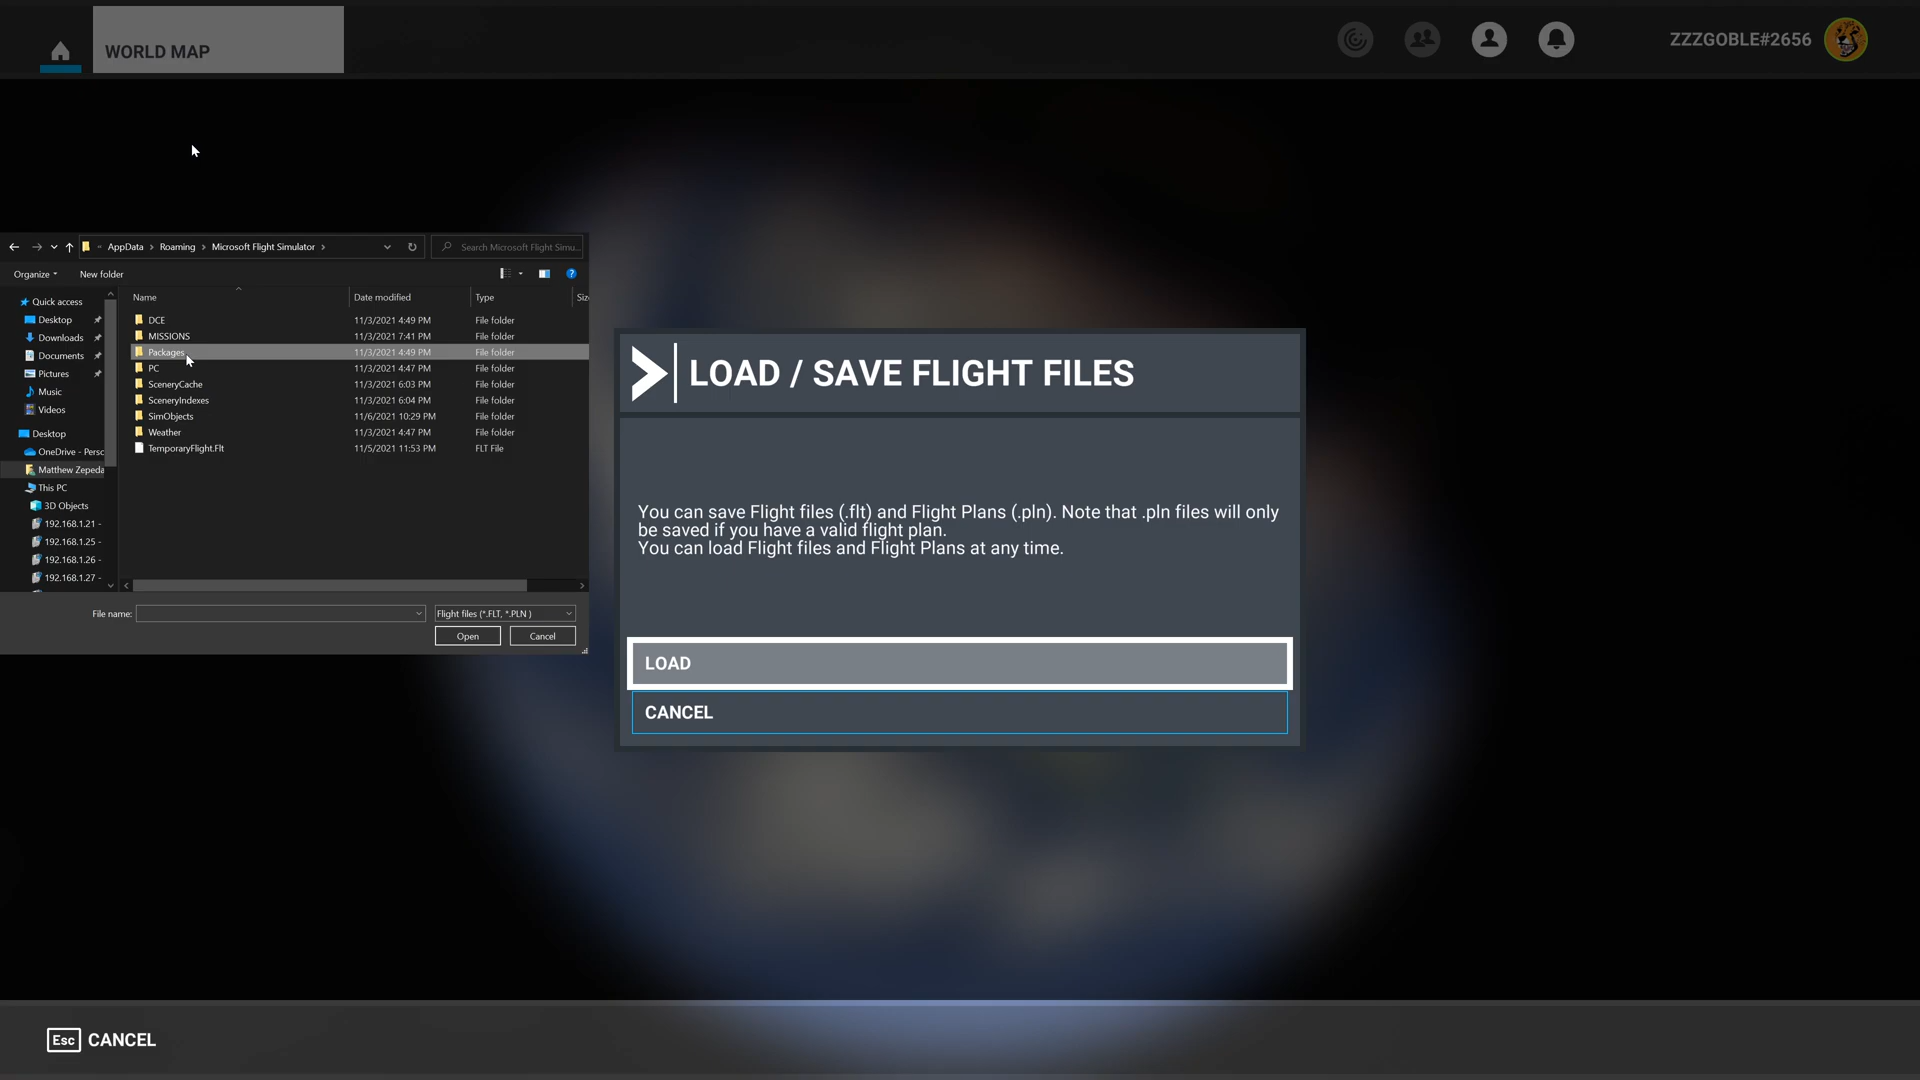 WORLD MAP
ZZZGOBLE#2656
AppData › Roaming › Microsoft Flight Simulator ›
Search Microsoft Flight Simu...
Organize
New folder
Name Date modified Type Siz
Quick access
Desktop
Downloads
Documents
Pictures
Music
Videos
Desktop
OneDrive - Persc
Matthew Zepeda
This PC
3D Objects
192.168.1.21 -
192.168.1.25 -
192.168.1.26 -
192.168.1.27 -
DCE 11/3/2021 4:49 PM File folder
MISSIONS 11/3/2021 7:41 PM File folder
Packages 11/3/2021 4:49 PM File folder
PC 11/3/2021 4:47 PM File folder
SceneryCache 11/3/2021 6:03 PM File folder
SceneryIndexes 11/3/2021 6:04 PM File folder
SimObjects 11/6/2021 10:29 PM File folder
Weather 11/3/2021 4:47 PM File folder
TemporaryFlight.Flt 11/5/2021 11:53 PM FLT File
File name:
Flight files (*.FLT, *.PLN )
Open
Cancel
LOAD / SAVE FLIGHT FILES
You can save Flight files (.flt) and Flight Plans (.pln). Note that .pln files will only
be saved if you have a valid flight plan.
You can load Flight files and Flight Plans at any time.
LOAD
CANCEL
Esc CANCEL